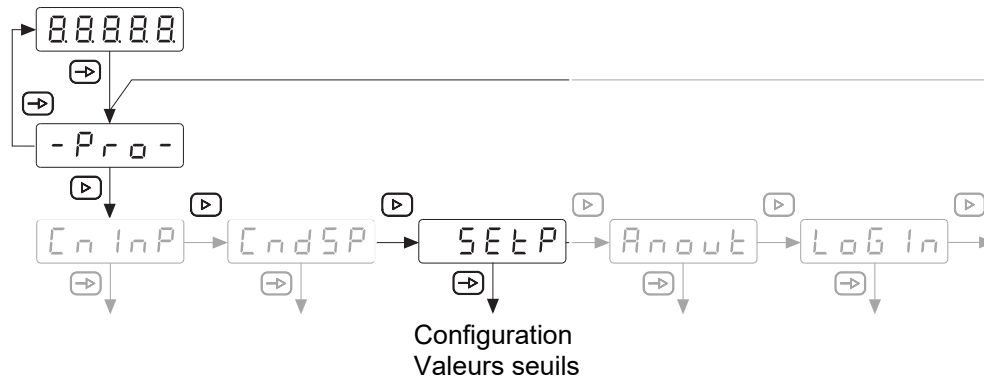 8.8.8.8.8.
-Pro-
CnInP CndSP SEtP Anout LoGIn
Configuration
Valeurs seuils